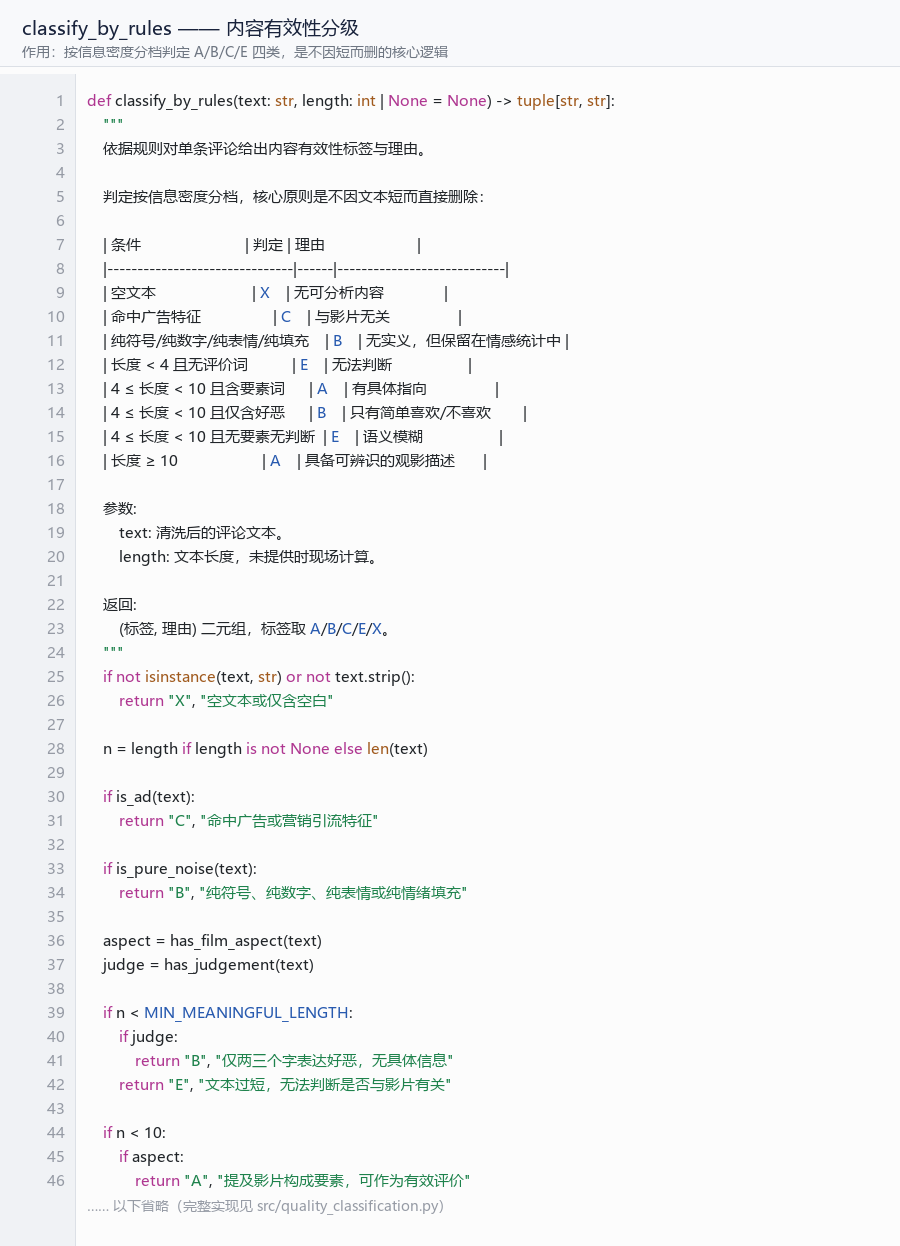 classify_by_rules —— 内容有效性分级
作用：按信息密度分档判定 A/B/C/E 四类，是不因短而删的核心逻辑
1 def classify_by_rules(text: str, length: int | None = None) -> tuple[str, str]:
2 """
3 依据规则对单条评论给出内容有效性标签与理由。
4
5 判定按信息密度分档，核心原则是不因文本短而直接删除：
6
7 | 条件 | 判定 | 理由 |
8 |-------------------------------|------|----------------------------|
9 | 空文本 | X | 无可分析内容 |
10 | 命中广告特征 | C | 与影片无关 |
11 | 纯符号/纯数字/纯表情/纯填充 | B | 无实义，但保留在情感统计中 |
12 | 长度 < 4 且无评价词 | E | 无法判断 |
13 | 4 ≤ 长度 < 10 且含要素词 | A | 有具体指向 |
14 | 4 ≤ 长度 < 10 且仅含好恶 | B | 只有简单喜欢/不喜欢 |
15 | 4 ≤ 长度 < 10 且无要素无判断 | E | 语义模糊 |
16 | 长度 ≥ 10 | A | 具备可辨识的观影描述 |
17
18 参数:
19 text: 清洗后的评论文本。
20 length: 文本长度，未提供时现场计算。
21
22 返回:
23 (标签, 理由) 二元组，标签取 A/B/C/E/X。
24 """
25 if not isinstance(text, str) or not text.strip():
26 return "X", "空文本或仅含空白"
27
28 n = length if length is not None else len(text)
29
30 if is_ad(text):
31 return "C", "命中广告或营销引流特征"
32
33 if is_pure_noise(text):
34 return "B", "纯符号、纯数字、纯表情或纯情绪填充"
35
36 aspect = has_film_aspect(text)
37 judge = has_judgement(text)
38
39 if n < MIN_MEANINGFUL_LENGTH:
40 if judge:
41 return "B", "仅两三个字表达好恶，无具体信息"
42 return "E", "文本过短，无法判断是否与影片有关"
43
44 if n < 10:
45 if aspect:
46 return "A", "提及影片构成要素，可作为有效评价"
…… 以下省略（完整实现见 src/quality_classification.py）